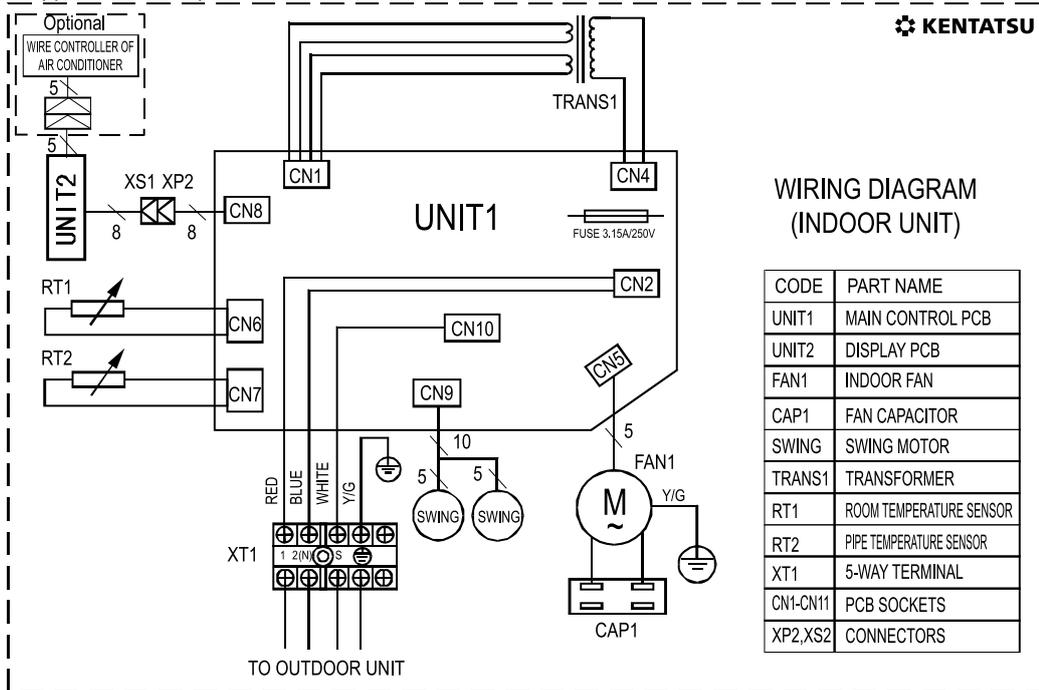 Optional
WIRE CONTROLLER OF
AIR CONDITIONER
5
5
UNIT2
XS1 XP2
8
8
CN8
RT1
CN6
RT2
CN7
CN1
TRANS1
CN4
UNIT1
FUSE 3.15A/250V
CN2
CN10
CN9
CN5
10
5
5
SWING
SWING
5
FAN1
M
~
Y/G
CAP1
RED
BLUE
WHITE
Y/G
XT1
1 2(N) S
TO OUTDOOR UNIT
KENTATSU
WIRING DIAGRAM
(INDOOR UNIT)
CODE PART NAME
UNIT1 MAIN CONTROL PCB
UNIT2 DISPLAY PCB
FAN1 INDOOR FAN
CAP1 FAN CAPACITOR
SWING SWING MOTOR
TRANS1 TRANSFORMER
RT1 ROOM TEMPERATURE SENSOR
RT2 PIPE TEMPERATURE SENSOR
XT1 5-WAY TERMINAL
CN1-CN11 PCB SOCKETS
XP2,XS2 CONNECTORS